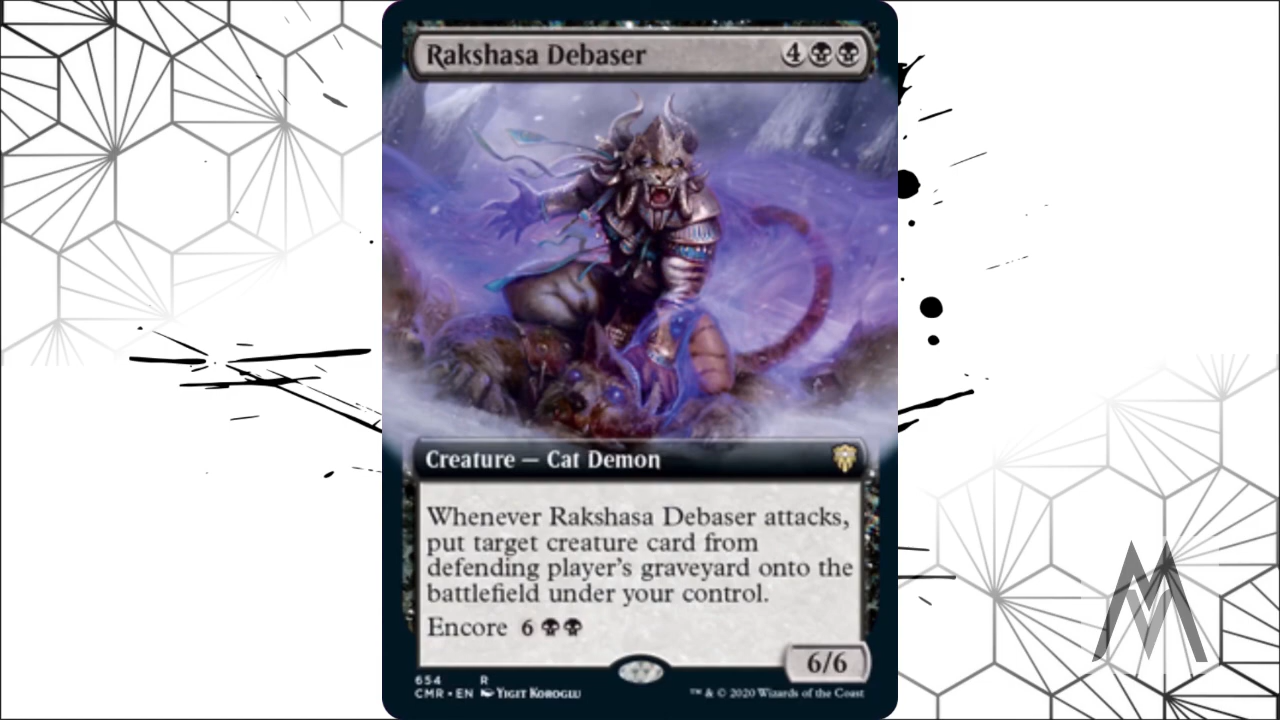 Rakshasa Debaser 4
Creature — Cat Demon
Whenever Rakshasa Debaser attacks,
put target creature card from
defending player's graveyard onto the
battlefield under your control.
Encore 6
6/6
654 R
CMR • EN Yigit Koroglu
™ & © 2020 Wizards of the Coast
M